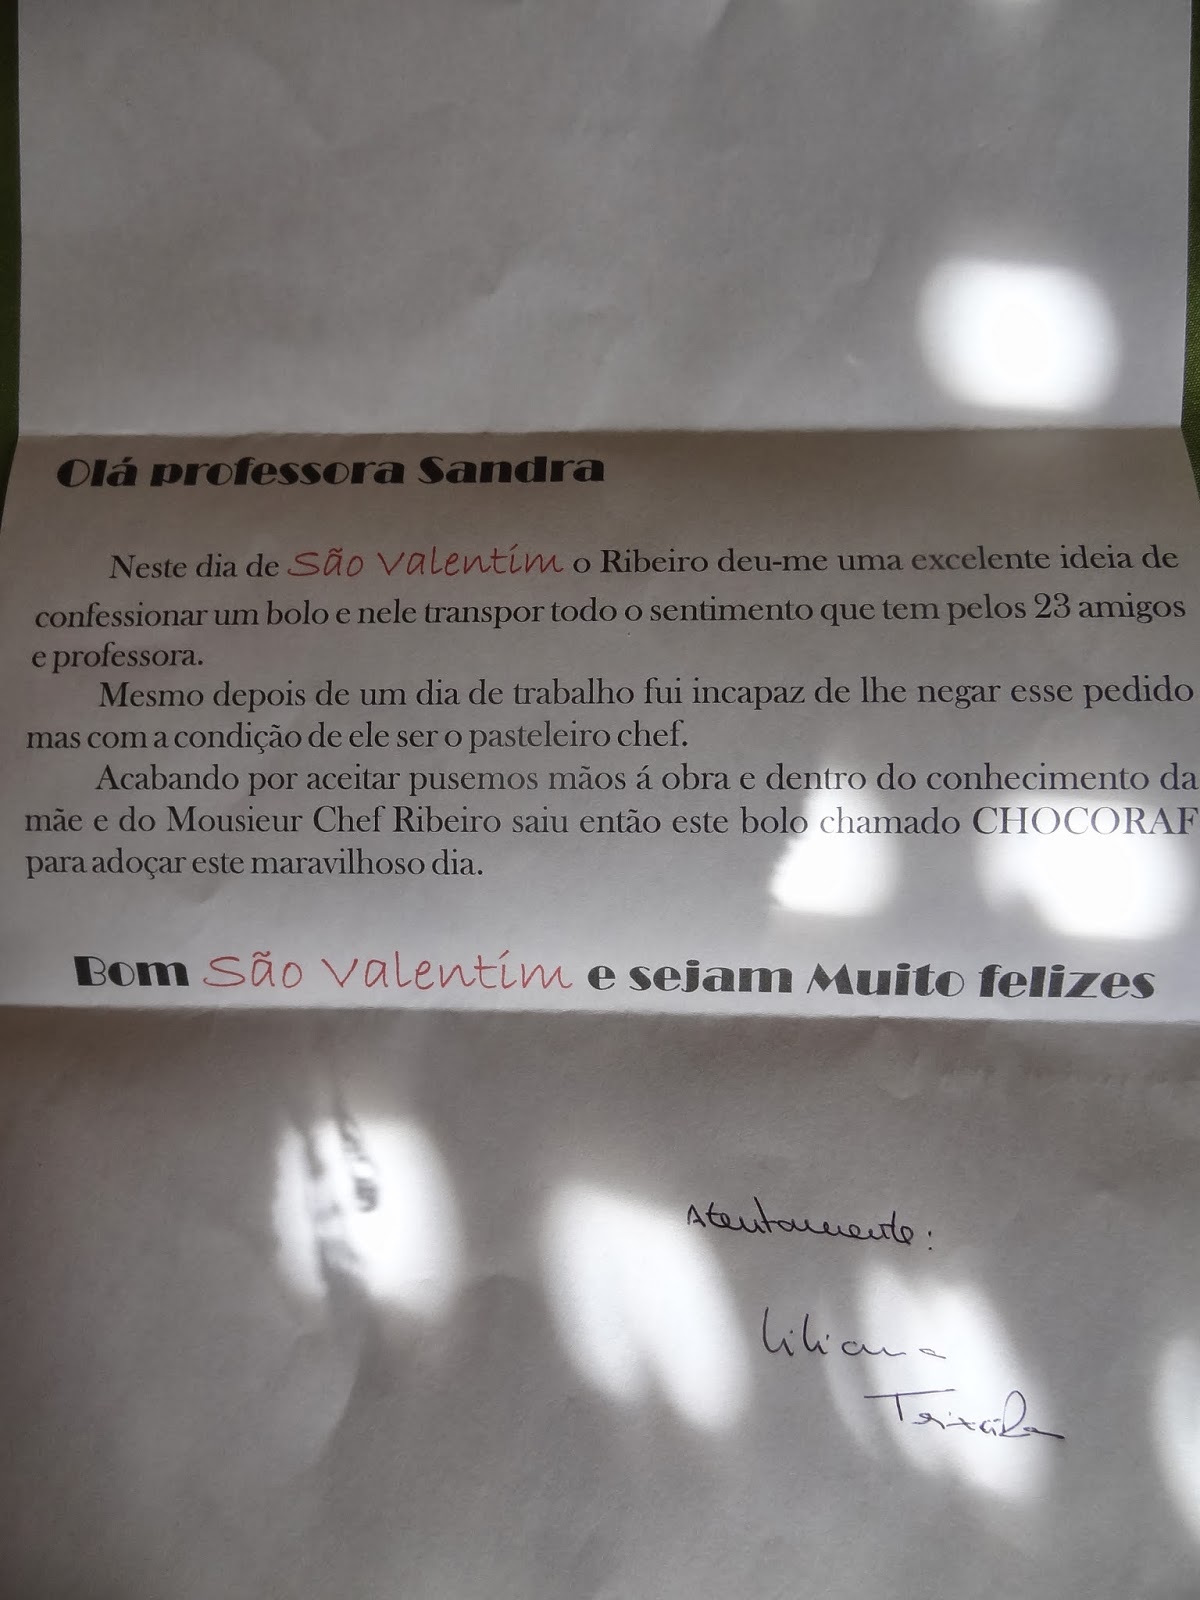 Olá professora Sandra
Neste dia de São Valentim o Ribeiro deu-me uma excelente ideia de
confessionar um bolo e nele transpor todo o sentimento que tem pelos 23 amigos
e professora.
Mesmo depois de um dia de trabalho fui incapaz de lhe negar esse pedido
mas com a condição de ele ser o pasteleiro chef.
Acabando por aceitar pusemos mãos á obra e dentro do conhecimento da
mãe e do Mousieur Chef Ribeiro saiu então este bolo chamado CHOCORAF
para adoçar este maravilhoso dia.
Bom São Valentim e sejam Muito felizes
Atentamente:
Liliana
Teixeira